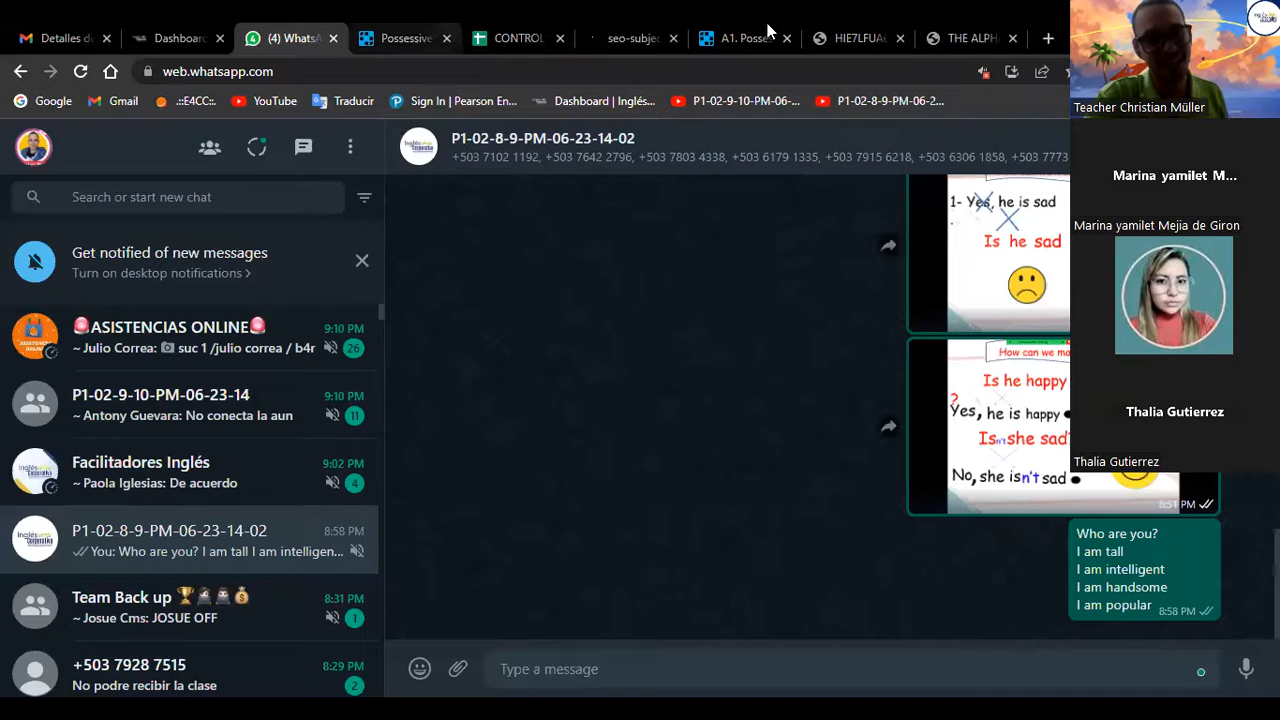 Detalles de
Dashboard
(4) WhatsA
Possessive
CONTROL
seo-subjec
A1. Posse
HIE7LFUA
THE ALPH
web.whatsapp.com
Google
Gmail
.::E4CC:.
YouTube
Traducir
Sign In | Pearson En...
Dashboard | Inglés...
P1-02-9-10-PM-06-...
P1-02-8-9-PM-06-2...
Teacher Christian Müller
Marina yamilet M...
Marina yamilet Mejia de Giron
Thalia Gutierrez
Thalia Gutierrez
Search or start new chat
Get notified of new messages
Turn on desktop notifications >
🚨ASISTENCIAS ONLINE🚨 9:10 PM
~ Julio Correa: 📷 suc 1 /julio correa / b4r 26
P1-02-9-10-PM-06-23-14 9:10 PM
~ Antony Guevara: No conecta la aun 11
Facilitadores Inglés 9:02 PM
~ Paola Iglesias: De acuerdo 4
P1-02-8-9-PM-06-23-14-02 8:58 PM
You: Who are you? I am tall I am intelligen...
Team Back up 8:31 PM
~ Josue Cms: JOSUE OFF 1
+503 7928 7515 8:29 PM
No podre recibir la clase 2
P1-02-8-9-PM-06-23-14-02
+503 7102 1192, +503 7642 2796, +503 7803 4338, +503 6179 1335, +503 7915 6218, +503 6306 1858, +503 7773
1- Yes, he is sad
Is he sad
How can we ma
Is he happy
?
Yes, he is happy
Isn't she sad?
No, she isn't sad
8:51 PM
Who are you?
I am tall
I am intelligent
I am handsome
I am popular 8:58 PM
Type a message